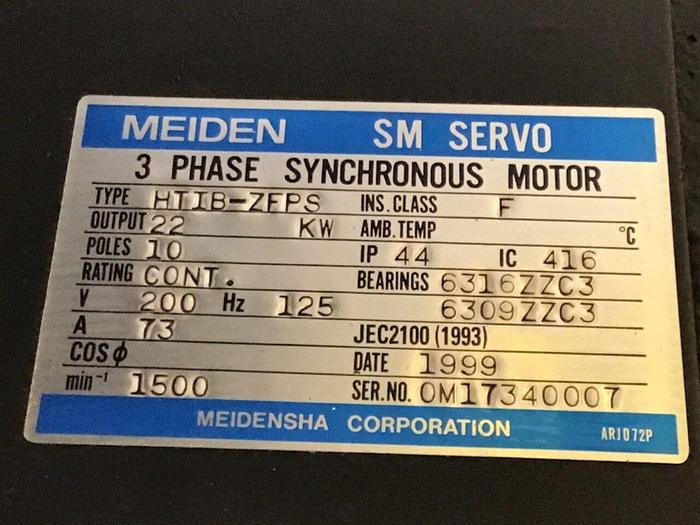 MEIDEN SM SERVO
3 PHASE SYNCHRONOUS MOTOR
TYPE HTIB-ZFPS INS.CLASS F
OUTPUT 22 KW AMB.TEMP °C
POLES 10 IP 44 IC 416
RATING CONT. BEARINGS 6316ZZC3
V 200 Hz 125 6309ZZC3
A 73 JEC2100 (1993)
COSϕ DATE 1999
min⁻¹ 1500 SER.NO. 0M17340007
MEIDENSHA CORPORATION ARJ072P